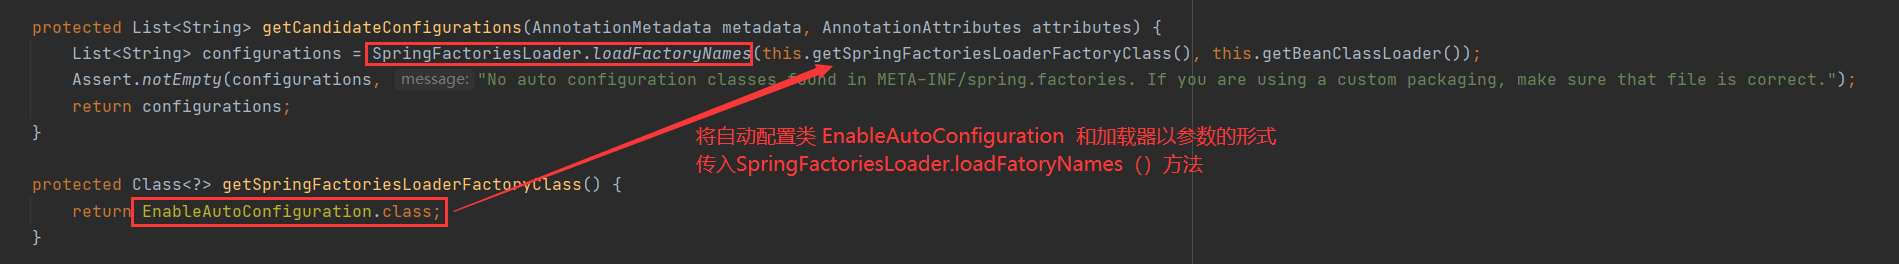 protected List<String> getCandidateConfigurations(AnnotationMetadata metadata, AnnotationAttributes attributes) {
List<String> configurations = SpringFactoriesLoader.loadFactoryNames(this.getSpringFactoriesLoaderFactoryClass(), this.getBeanClassLoader());
Assert.notEmpty(configurations, message: "No auto configuration classes found in META-INF/spring.factories. If you are using a custom packaging, make sure that file is correct.");
return configurations;
}
将自动配置类 EnableAutoConfiguration 和加载器以参数的形式
传入SpringFactoriesLoader.loadFatoryNames（）方法
protected Class<?> getSpringFactoriesLoaderFactoryClass() {
return EnableAutoConfiguration.class;
}